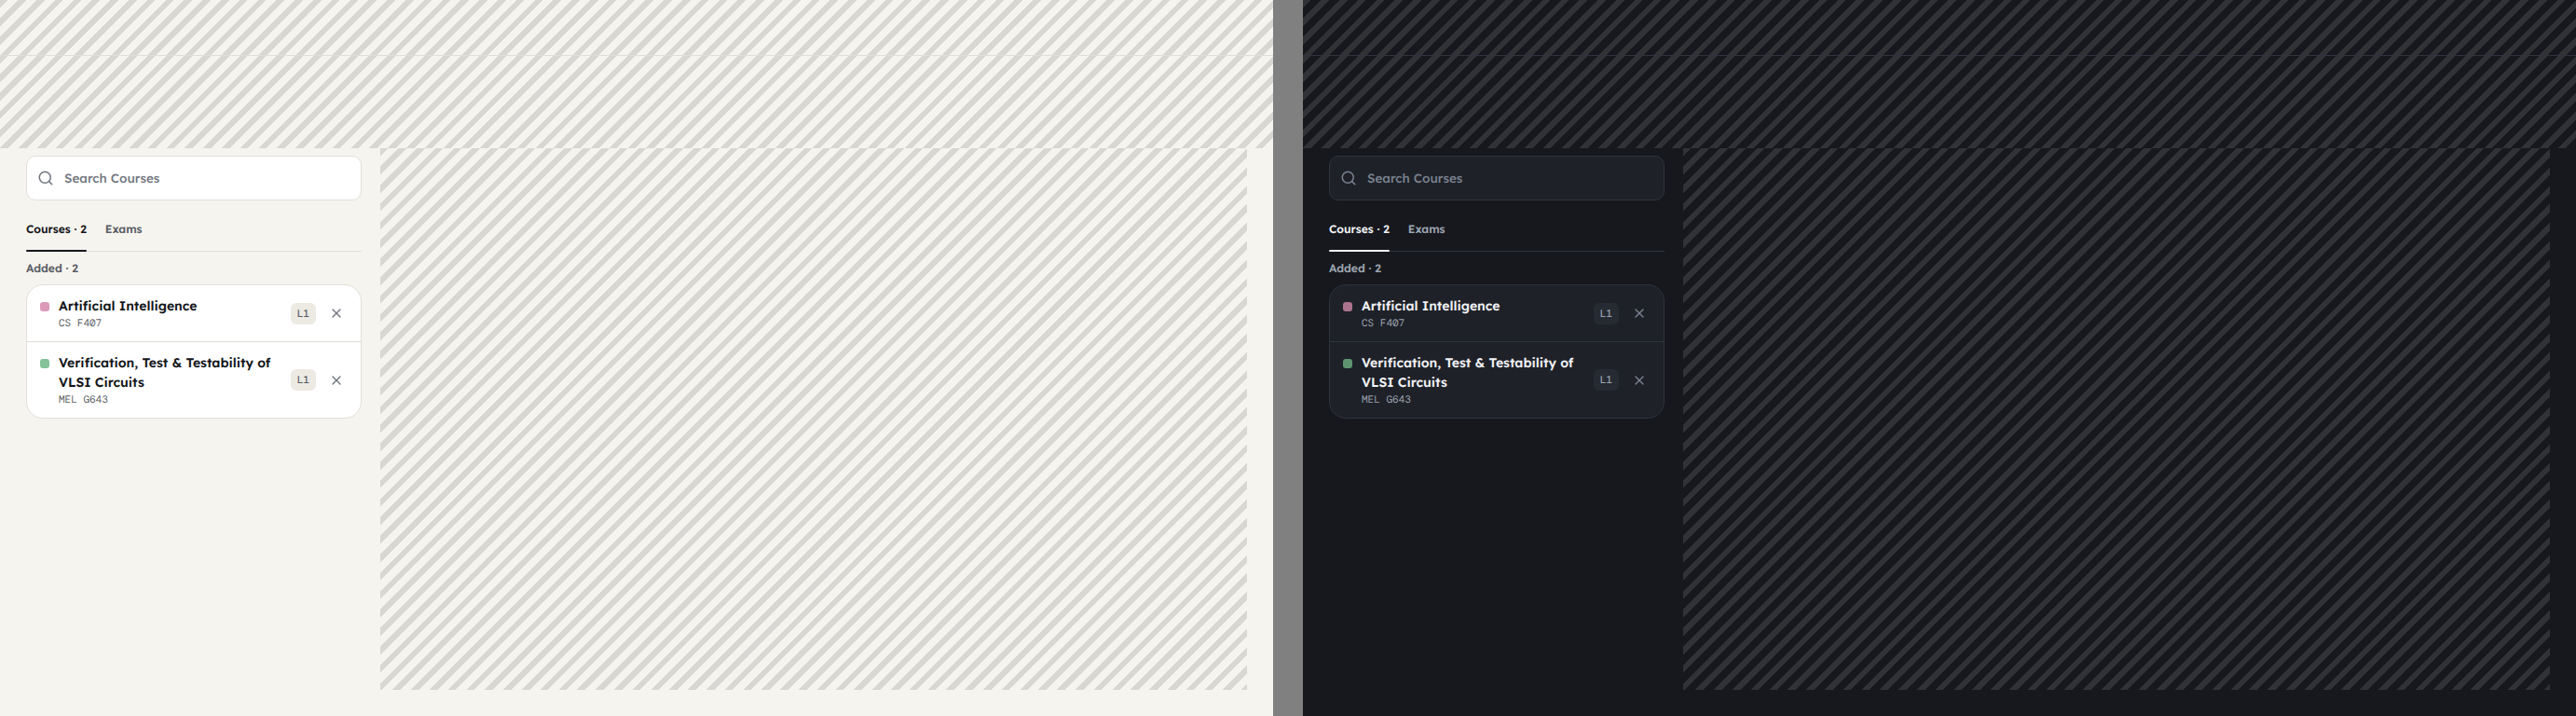 Search Courses
Courses · 2 Exams
Added · 2
Artificial Intelligence
CS F407
L1
Verification, Test & Testability of
VLSI Circuits
MEL G643
L1
Search Courses
Courses · 2 Exams
Added · 2
Artificial Intelligence
CS F407
L1
Verification, Test & Testability of
VLSI Circuits
MEL G643
L1